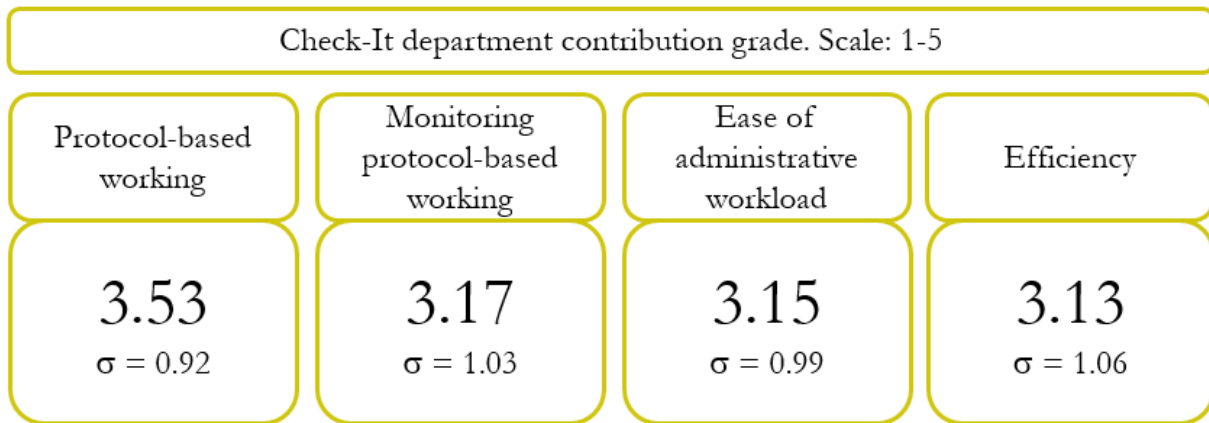 Check-It department contribution grade. Scale: 1-5
Protocol-based
working
Monitoring
protocol-based
working
Ease of
administrative
workload
Efficiency
3.53
σ = 0.92
3.17
σ = 1.03
3.15
σ = 0.99
3.13
σ = 1.06